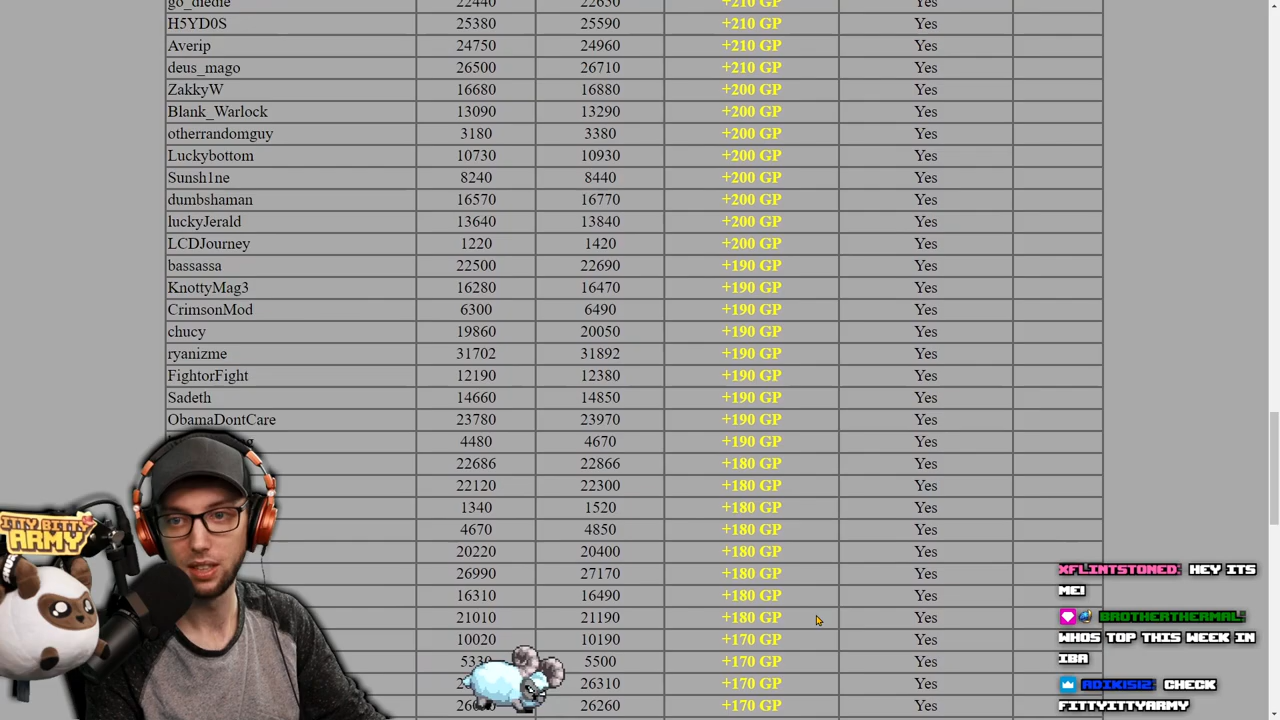 go_diedie 22440 22650 +210 GP Yes
H5YD0S 25380 25590 +210 GP Yes
Averip 24750 24960 +210 GP Yes
deus_mago 26500 26710 +210 GP Yes
ZakkyW 16680 16880 +200 GP Yes
Blank_Warlock 13090 13290 +200 GP Yes
otherrandomguy 3180 3380 +200 GP Yes
Luckybottom 10730 10930 +200 GP Yes
Sunsh1ne 8240 8440 +200 GP Yes
dumbshaman 16570 16770 +200 GP Yes
luckyJerald 13640 13840 +200 GP Yes
LCDJourney 1220 1420 +200 GP Yes
bassassa 22500 22690 +190 GP Yes
KnottyMag3 16280 16470 +190 GP Yes
CrimsonMod 6300 6490 +190 GP Yes
chucy 19860 20050 +190 GP Yes
ryanizme 31702 31892 +190 GP Yes
FightorFight 12190 12380 +190 GP Yes
Sadeth 14660 14850 +190 GP Yes
ObamaDontCare 23780 23970 +190 GP Yes
4480 4670 +190 GP Yes
22686 22866 +180 GP Yes
22120 22300 +180 GP Yes
1340 1520 +180 GP Yes
4670 4850 +180 GP Yes
20220 20400 +180 GP Yes
26990 27170 +180 GP Yes
16310 16490 +180 GP Yes
21010 21190 +180 GP Yes
10020 10190 +170 GP Yes
5330 5500 +170 GP Yes
26310 +170 GP Yes
26260 +170 GP Yes
ITTY BITTY
ARMY
XFLINTSTONED: HEY ITS
ME!
BROTHERTHERMAL:
WHOS TOP THIS WEEK IN
IBA
ADIKISI2: CHECK
FITTYITTYARMY